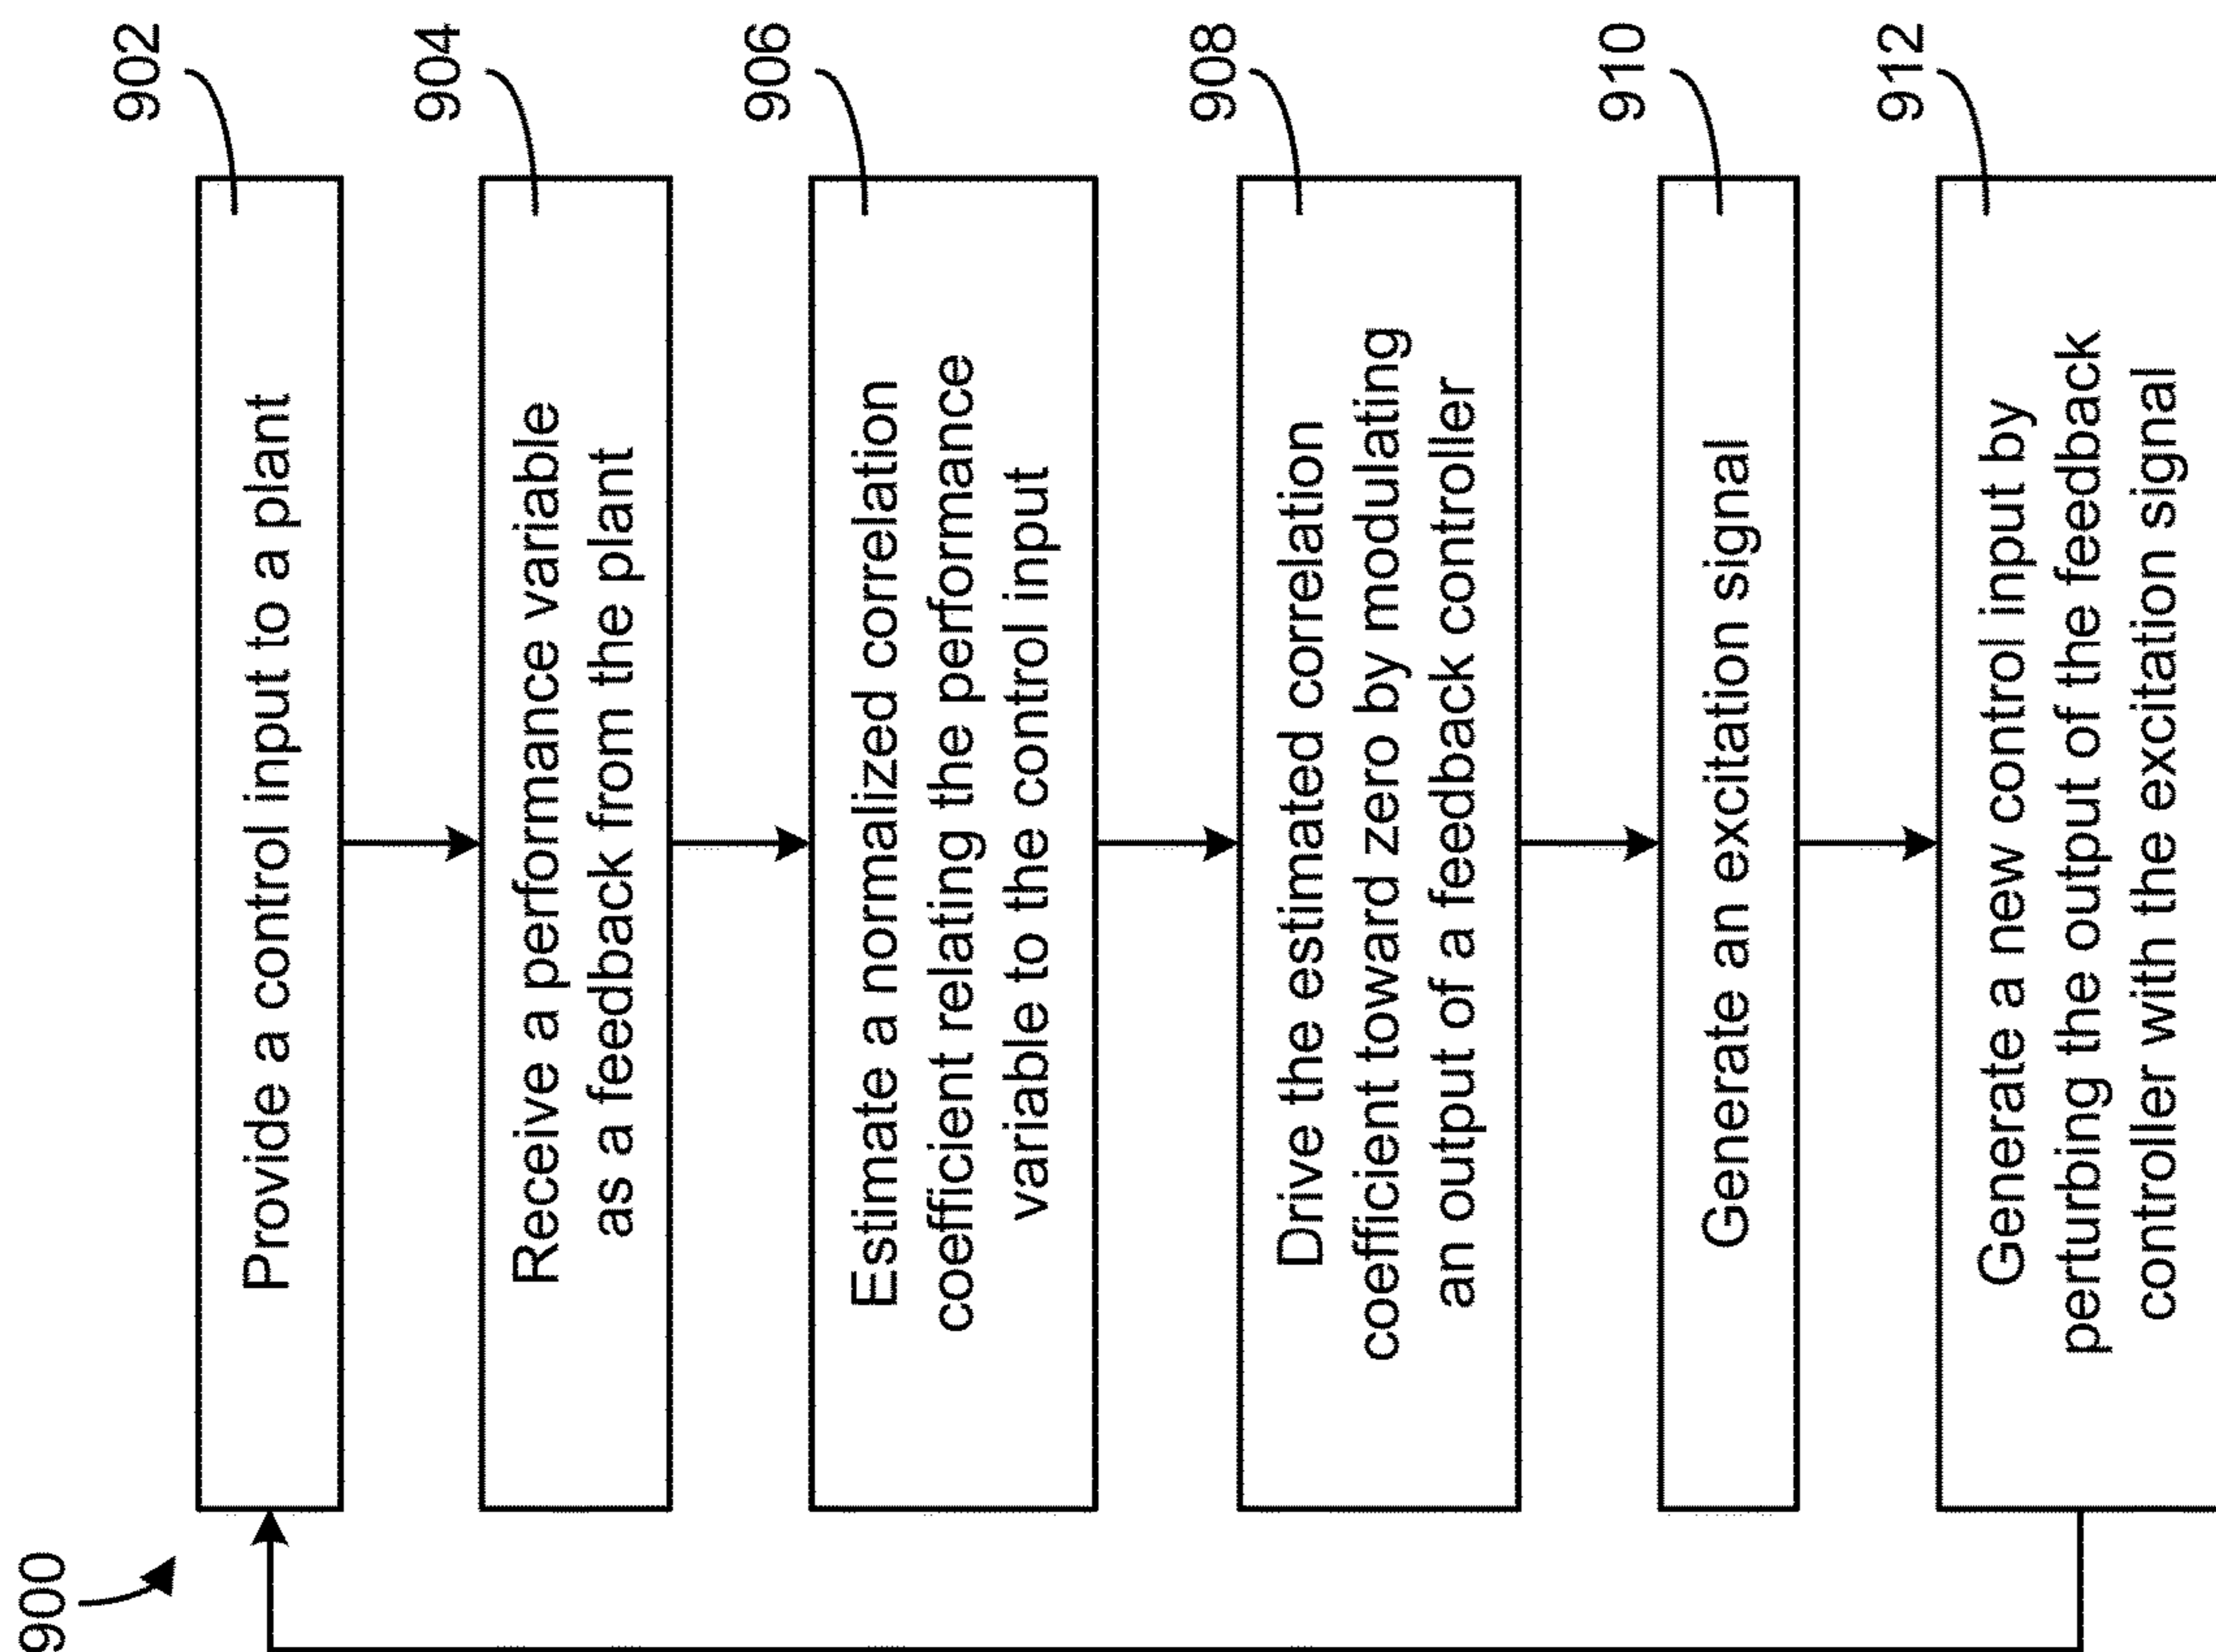 900
902
Provide a control input to a plant
904
Receive a performance variable
as a feedback from the plant
906
Estimate a normalized correlation
coefficient relating the performance
variable to the control input
908
Drive the estimated correlation
coefficient toward zero by modulating
an output of a feedback controller
910
Generate an excitation signal
912
Generate a new control input by
perturbing the output of the feedback
controller with the excitation signal